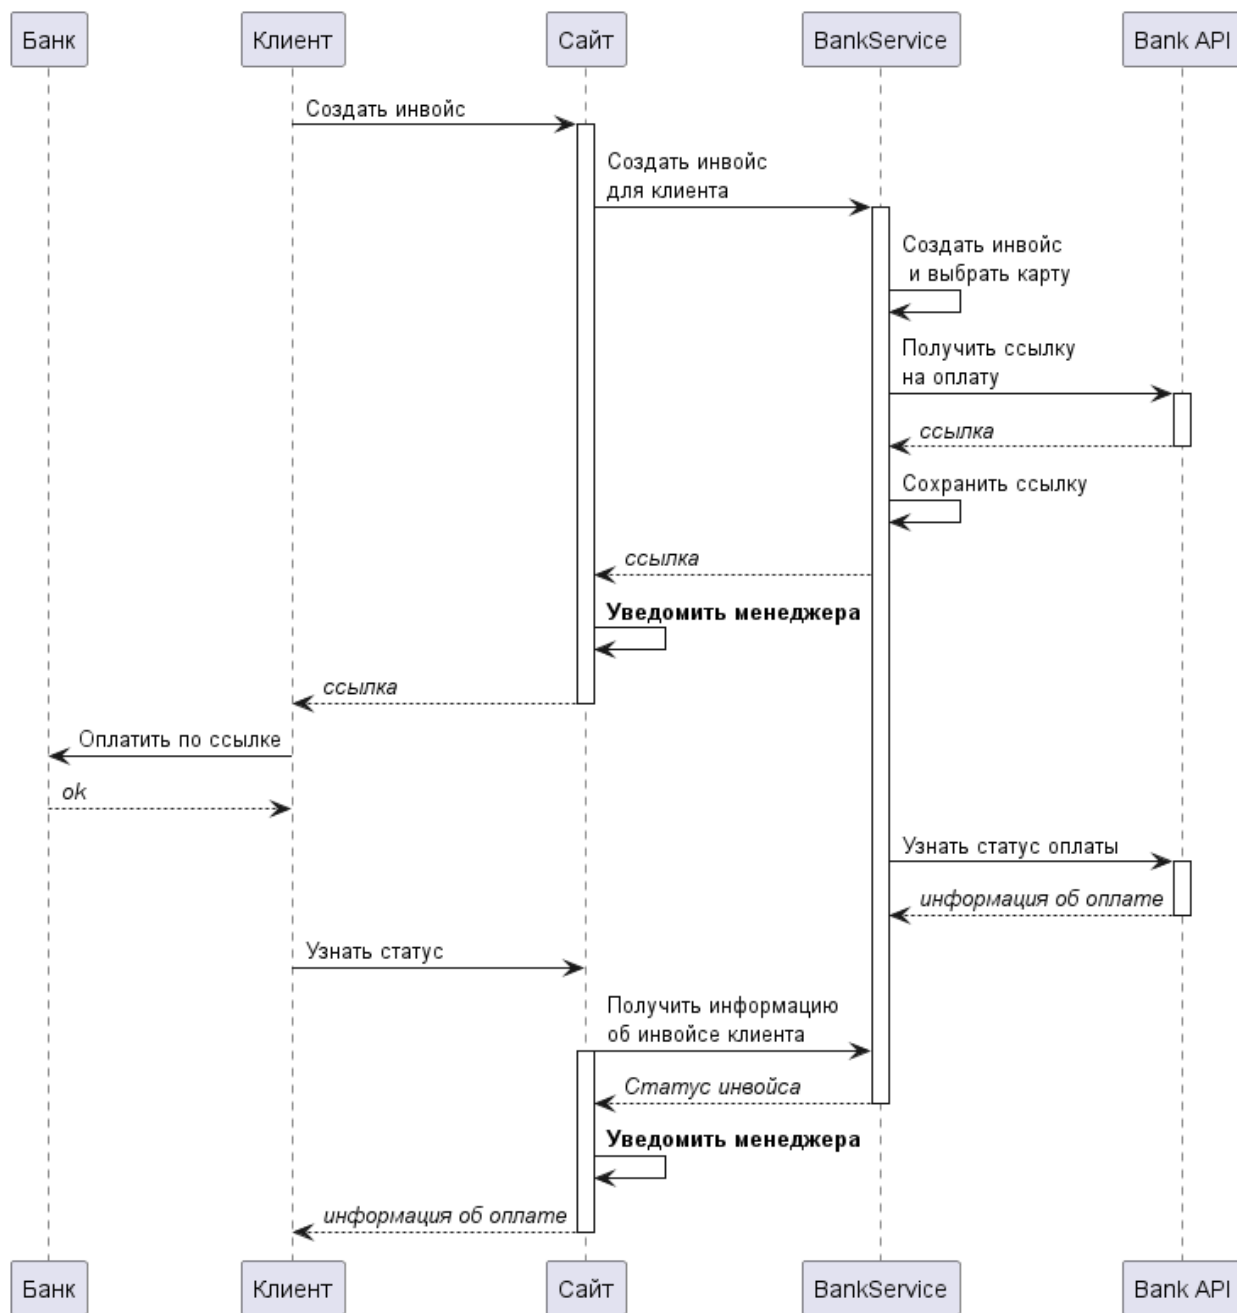 Банк
Клиент
Сайт
BankService
Bank API
Создать инвойс
Создать инвойс
для клиента
Создать инвойс
и выбрать карту
Получить ссылку
на оплату
ссылка
Сохранить ссылку
ссылка
Уведомить менеджера
ссылка
Оплатить по ссылке
ok
Узнать статус оплаты
информация об оплате
Узнать статус
Получить информацию
об инвойсе клиента
Статус инвойса
Уведомить менеджера
информация об оплате
Банк
Клиент
Сайт
BankService
Bank API